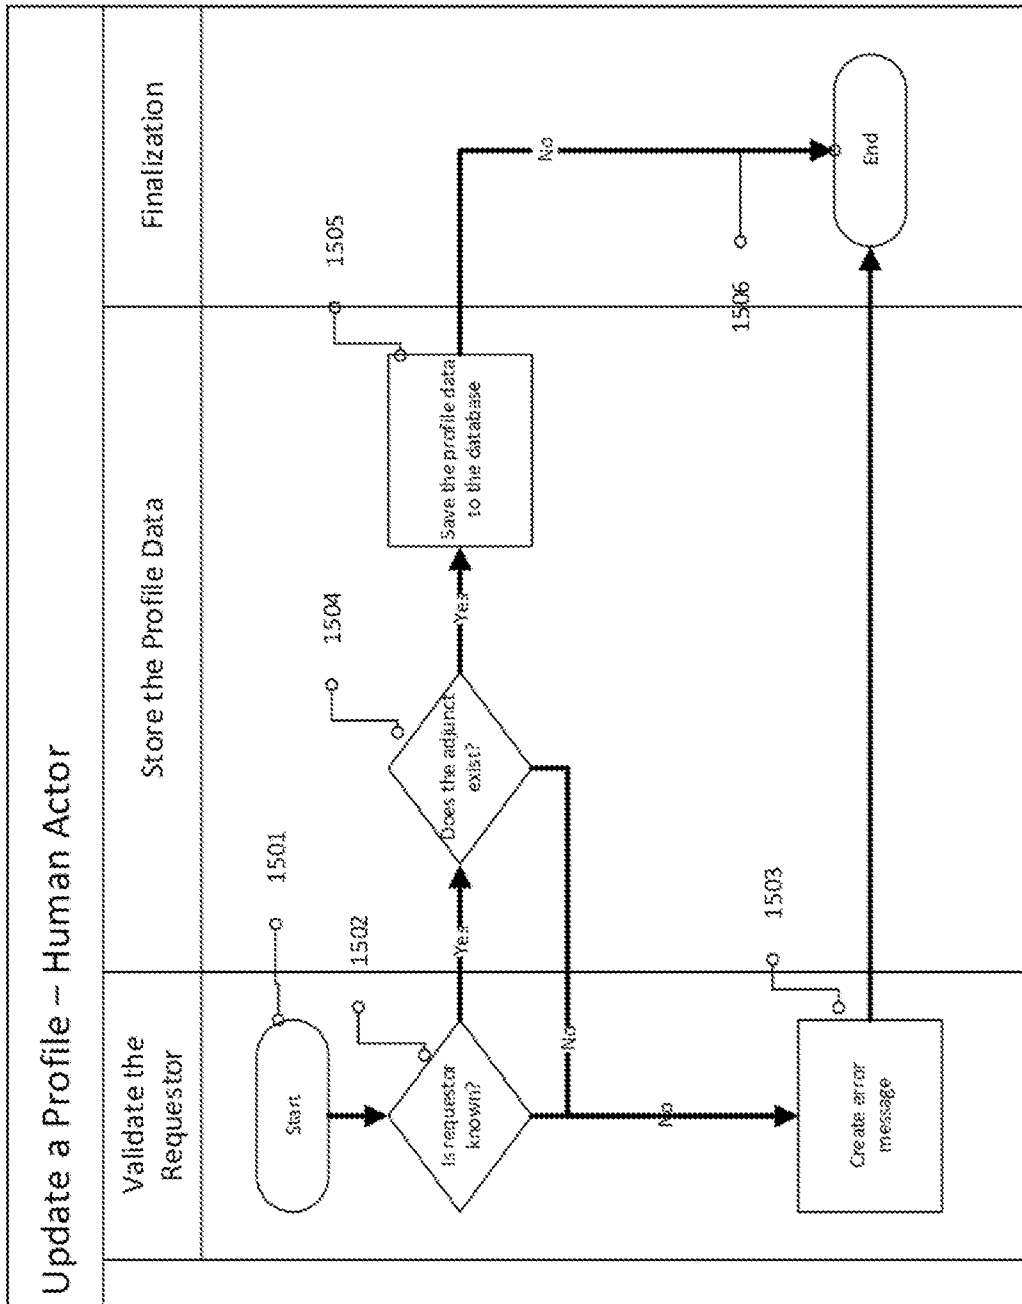 Update a Profile – Human Actor
Validate the
Requestor
Store the Profile Data
Finalization
Start
1501
Is requestor
known?
1502
Yes
Does the adjunct
exist?
1504
Yes
Save the profile data
to the database
1505
No
No
No
Create error
message
1503
1506
End